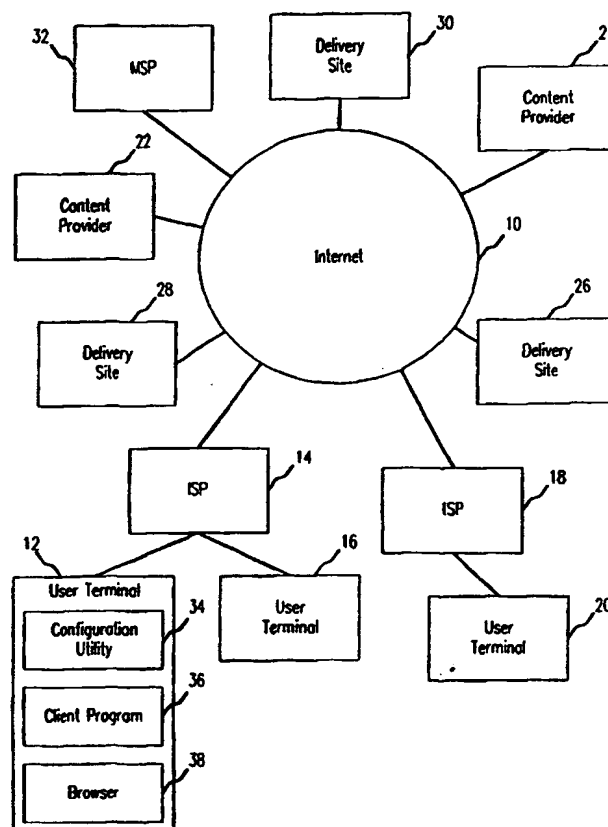 32
MSP
Delivery
Site
30
2
Content
Provider
22
Content
Provider
Internet
10
28
Delivery
Site
26
Delivery
Site
ISP
14
ISP
18
12
User Terminal
Configuration
Utility
34
Client Program
36
Browser
38
16
User
Terminal
User
Terminal
20